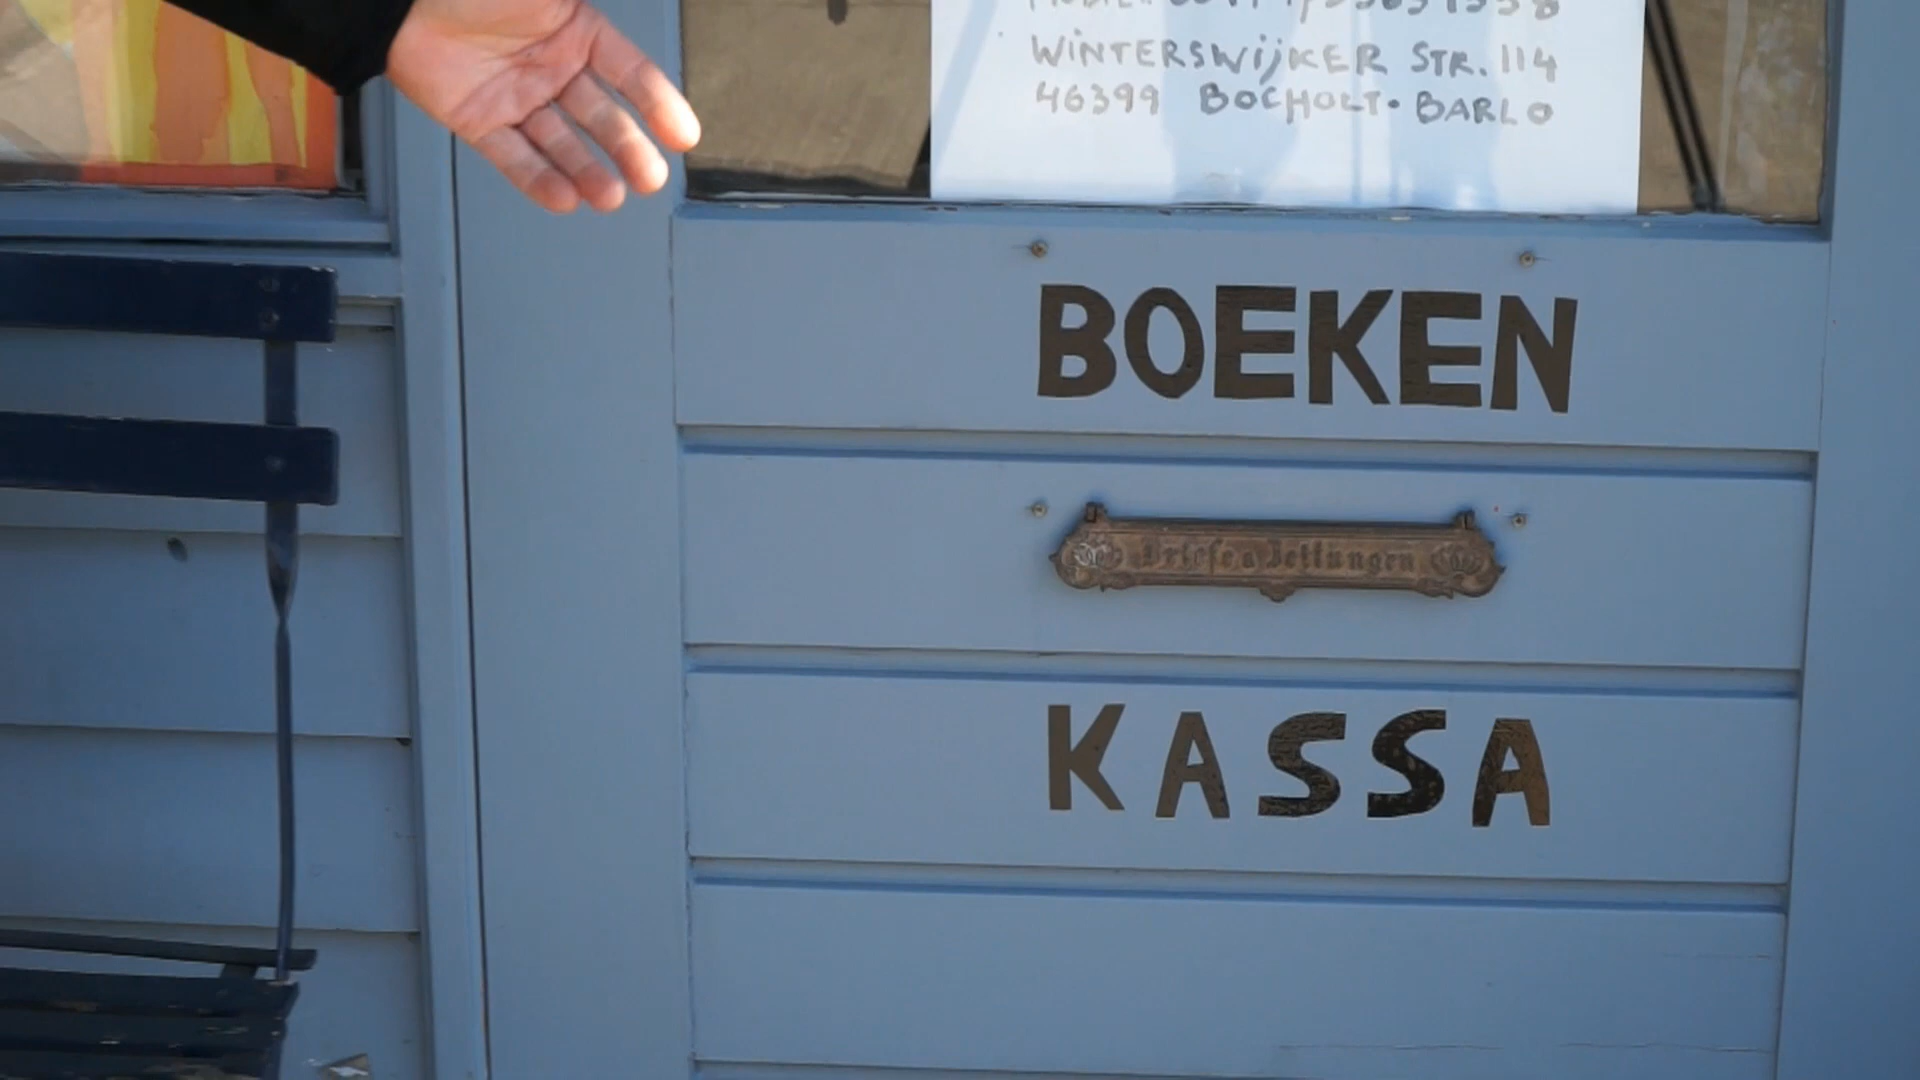 WINTERSWIJKER STR. 114
46399 BOCHOLT-BARLO
BOEKEN
Briefe & Zeitungen
KASSA